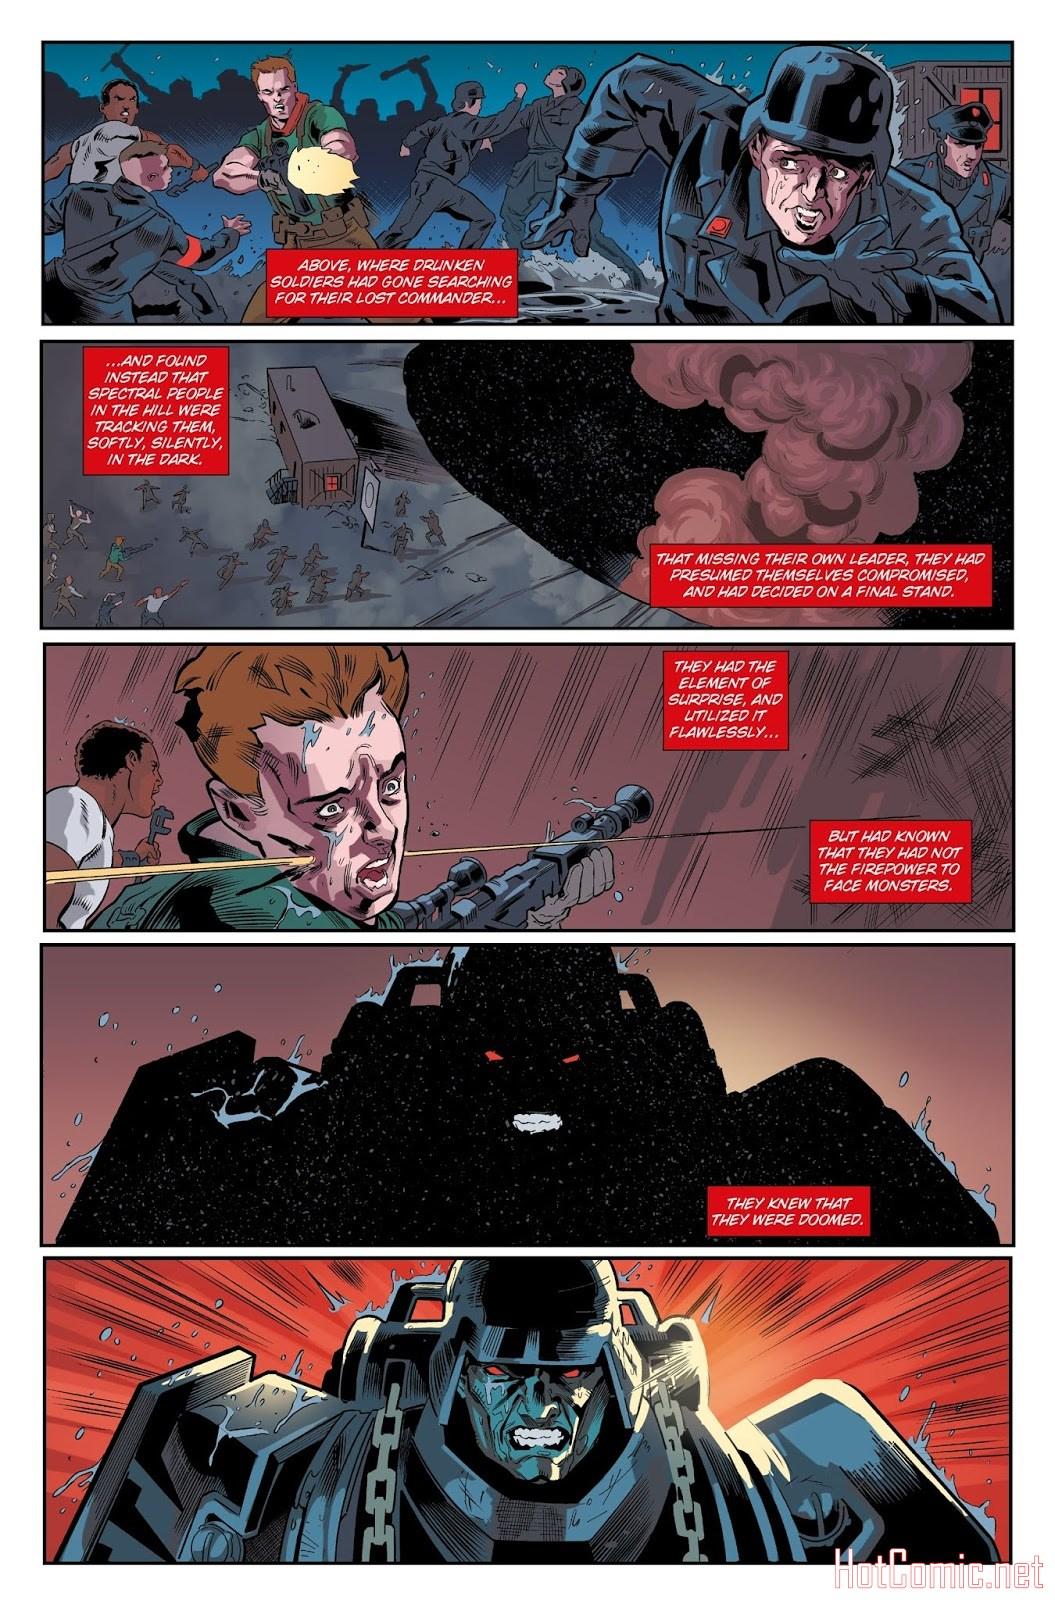 ABOVE, WHERE DRUNKEN
SOLDIERS HAD GONE SEARCHING
FOR THEIR LOST COMMANDER...
...AND FOUND
INSTEAD THAT
SPECTRAL PEOPLE
IN THE HILL WERE
TRACKING THEM,
SOFTLY, SILENTLY,
IN THE DARK.
THAT MISSING THEIR OWN LEADER, THEY HAD
PRESUMED THEMSELVES COMPROMISED,
AND HAD DECIDED ON A FINAL STAND.
THEY HAD THE
ELEMENT OF
SURPRISE, AND
UTILIZED IT
FLAWLESSLY...
BUT HAD KNOWN
THAT THEY HAD NOT
THE FIREPOWER TO
FACE MONSTERS.
THEY KNEW THAT
THEY WERE DOOMED.
HotComic.net